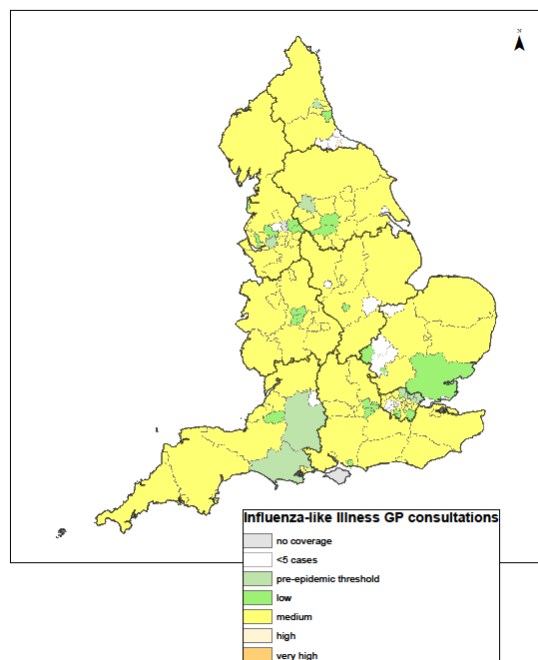 N
Influenza-like Illness GP consultations
no coverage
<5 cases
pre-epidemic threshold
low
medium
high
very high